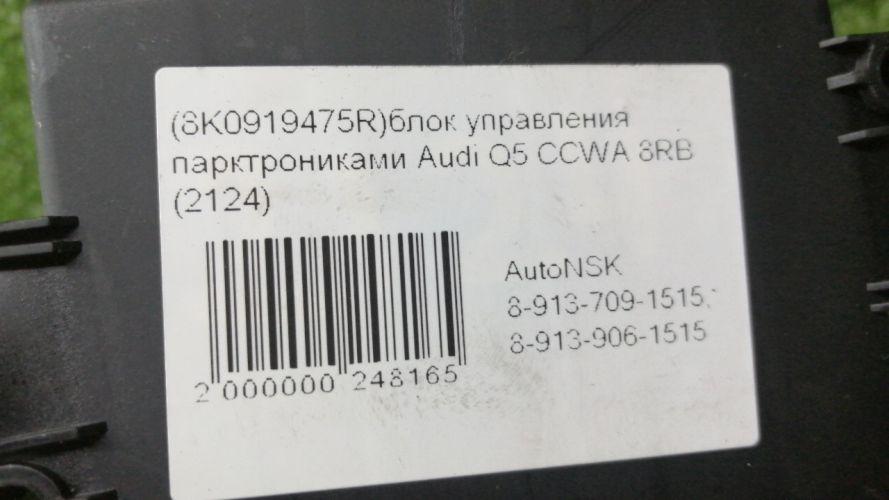 (8K0919475R)блок управления
парктрониками Audi Q5 CCWA 8RB
(2124)
AutoNSK
8-913-709-1515,
8-913-906-1515
2 000000 248165